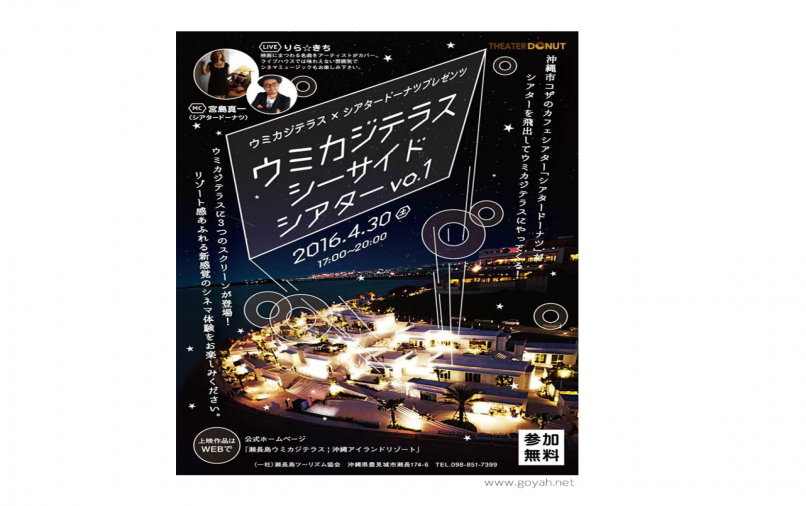 THEATER DONUT
LIVE りら☆きち
映画にまつわる名曲をアーティストがカバー。
ライブハウスでは味わえない雰囲気で
シネマミュージックもお楽しみ下さい。
MC 宮島真一
(シアタードーナツ)
ウミカジテラス × シアタードーナツプレゼンツ
ウミカジテラス
シーサイド
シアター vo.1
2016.4.30 土
17:00~20:00
沖縄市コザのカフェシアター「シアタードーナツ」が
シアターを飛出してウミカジテラスにやってくる!
ウミカジテラスに3つのスクリーンが登場!
リゾート感あふれる新感覚のシネマ体験をお楽しみください。
上映作品は
WEBで
公式ホームページ
「瀬長島ウミカジテラス¦沖縄アイランドリゾート」
参加
無料
(一社)瀬長島ツーリズム協会 沖縄県豊見城市瀬長174-6 TEL.098-851-7399
www.goyah.net